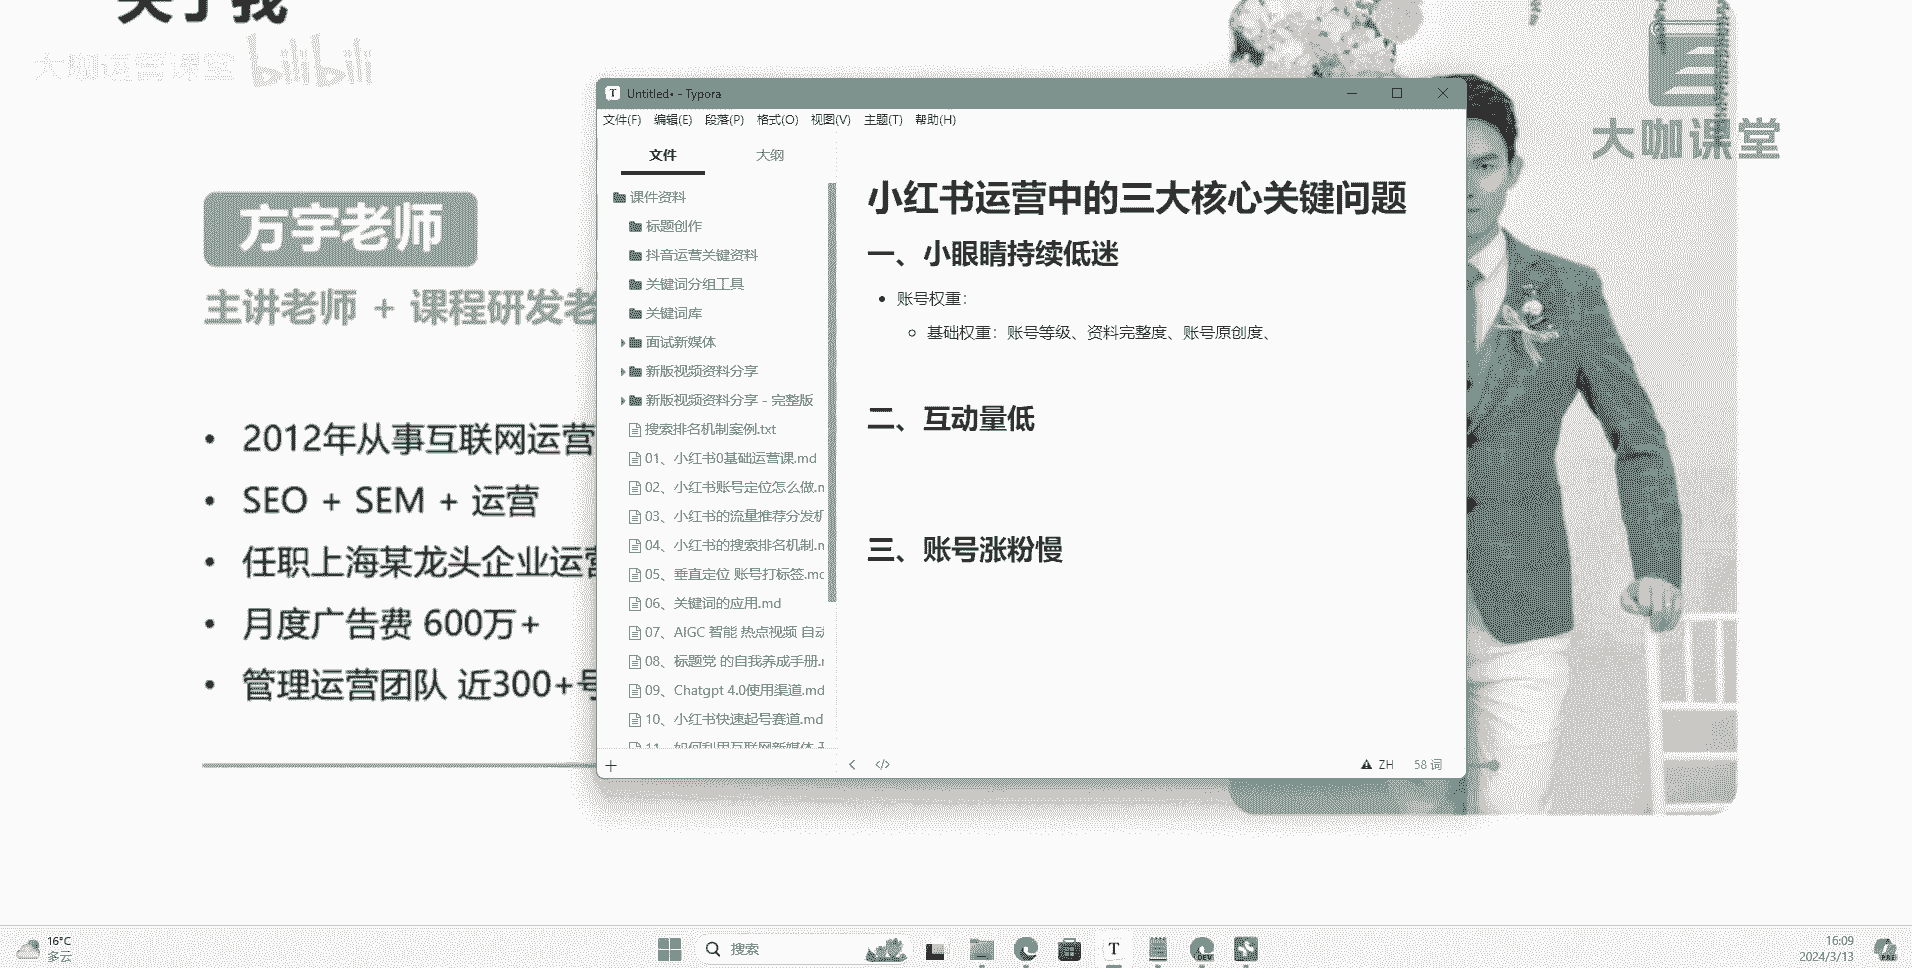 关于我
大咖运营课堂 bilibili
大咖课堂
方宇老师
主讲老师 + 课程研发老
2012年从事互联网运营
SEO + SEM + 运营
任职上海某龙头企业运营
月度广告费 600万+
管理运营团队 近300+号
Untitled• - Typora
文件(F) 编辑(E) 段落(P) 格式(O) 视图(V) 主题(T) 帮助(H)
文件 大纲
课件资料
标题创作
抖音运营关键资料
关键词分组工具
关键词库
面试新媒体
新版视频资料分享
新版视频资料分享 - 完整版
搜索排名机制案例.txt
01、小红书0基础运营课.md
02、小红书账号定位怎么做.m
03、小红书的流量推荐分发机
04、小红书的搜索排名机制.m
05、垂直定位 账号打标签.md
06、关键词的应用.md
07、AIGC 智能 热点视频 自动
08、标题党 的自我养成手册.m
09、Chatgpt 4.0使用渠道.md
10、小红书快速起号赛道.md
11、如何利用互联网新媒体
小红书运营中的三大核心关键问题
一、小眼睛持续低迷
账号权重：
基础权重：账号等级、资料完整度、账号原创度、
二、互动量低
三、账号涨粉慢
ZH 58 词
16°C
多云
搜索
DEV
16:09
2024/3/13
PRE